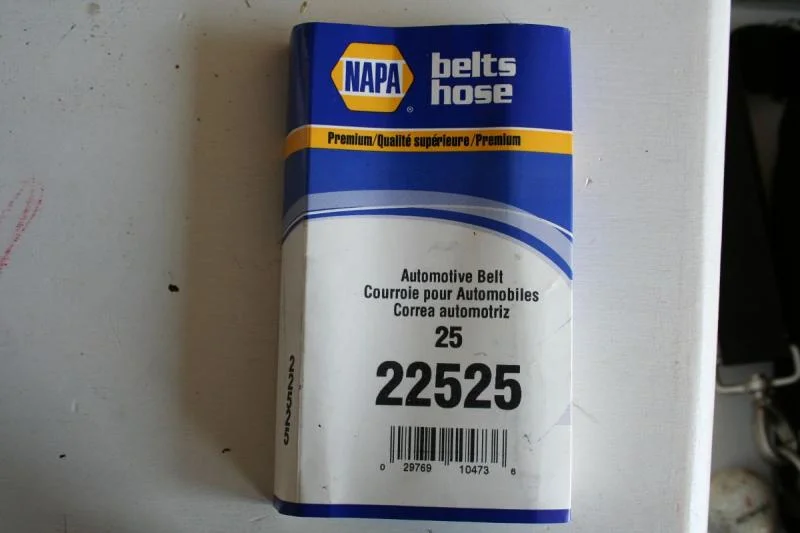 NAPA
®
belts
hose
Premium/Qualité supérieure/Premium
Automotive Belt
Courroie pour Automobiles
Correa automotriz
25
22525
0 29769 10473 6
22525